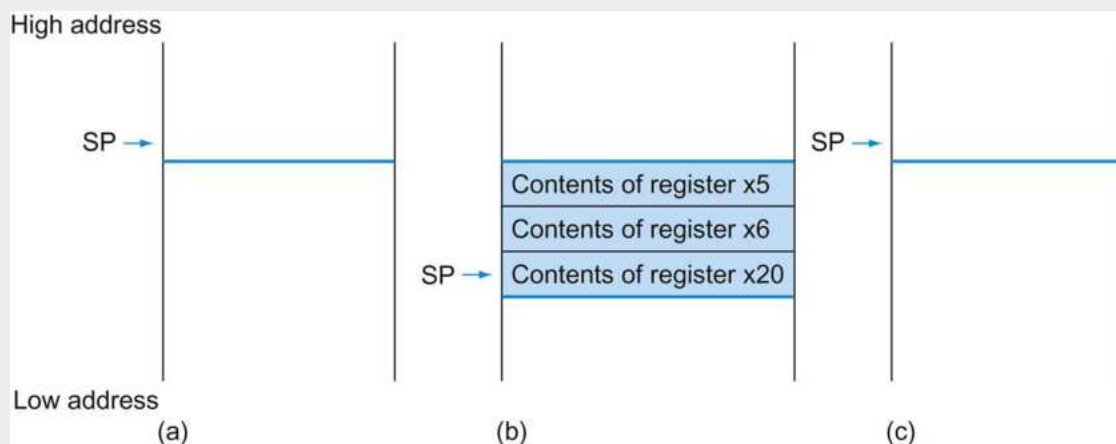 High address
SP
SP
Contents of register x5
Contents of register x6
SP
Contents of register x20
Low address
(a)
(b)
(c)